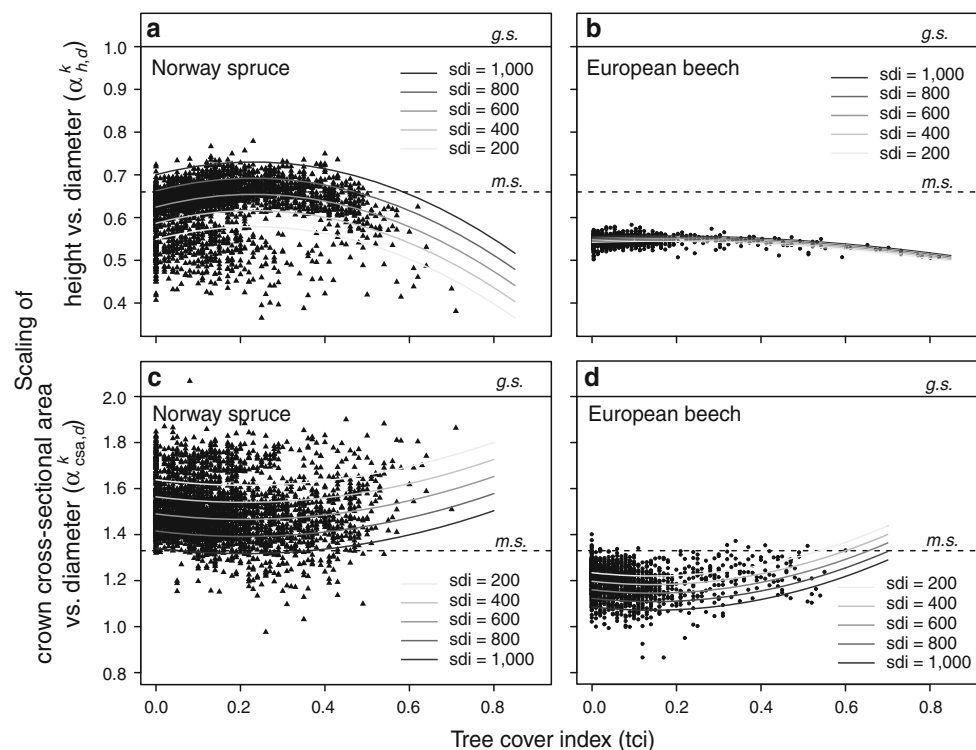 a
g.s.
Norway spruce
sdi = 1,000
sdi = 800
sdi = 600
sdi = 400
sdi = 200
m.s.
1.0
0.9
0.8
0.7
0.6
0.5
0.4
b
g.s.
European beech
sdi = 1,000
sdi = 800
sdi = 600
sdi = 400
sdi = 200
m.s.
Scaling of
height vs. diameter (α^k_h,d)
crown cross-sectional area
vs. diameter (α^k_csa,d)
c
g.s.
Norway spruce
m.s.
sdi = 200
sdi = 400
sdi = 600
sdi = 800
sdi = 1,000
2.0
1.8
1.6
1.4
1.2
1.0
0.8
0.0 0.2 0.4 0.6 0.8
d
g.s.
European beech
m.s.
sdi = 200
sdi = 400
sdi = 600
sdi = 800
sdi = 1,000
0.0 0.2 0.4 0.6 0.8
Tree cover index (tci)